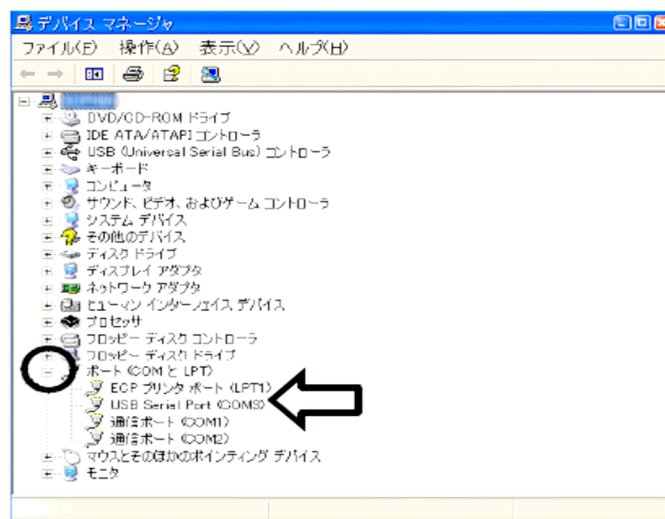 デバイス マネージャ
ファイル(F) 操作(A) 表示(V) ヘルプ(H)
DVD/CD-ROM ドライブ
IDE ATA/ATAPI コントローラ
USB (Universal Serial Bus) コントローラ
キーボード
コンピュータ
サウンド、ビデオ、およびゲーム コントローラ
システム デバイス
その他のデバイス
ディスク ドライブ
ディスプレイ アダプタ
ネットワーク アダプタ
ヒューマン インターフェイス デバイス
プロセッサ
フロッピー ディスク コントローラ
フロッピー ディスク ドライブ
ポート (COM と LPT)
ECP プリンタ ポート (LPT1)
USB Serial Port (COM3)
通信ポート (COM1)
通信ポート (COM2)
マウスとそのほかのポインティング デバイス
モニタ